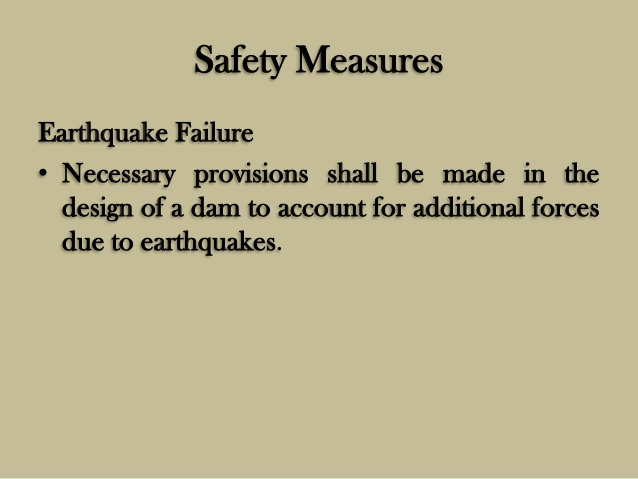 Safety Measures
Earthquake Failure
• Necessary provisions shall be made in the
design of a dam to account for additional forces
due to earthquakes.